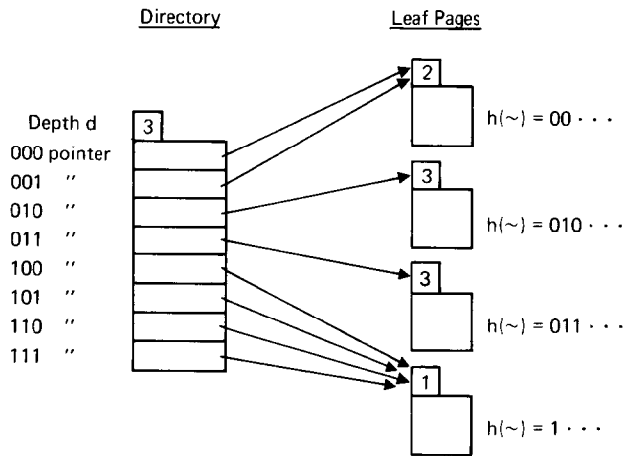 Directory
Leaf Pages
Depth d
3
000 pointer
001 "
010 "
011 "
100 "
101 "
110 "
111 "
2
h(~) = 00 · · ·
3
h(~) = 010 · · ·
3
h(~) = 011 · · ·
1
h(~) = 1 · · ·